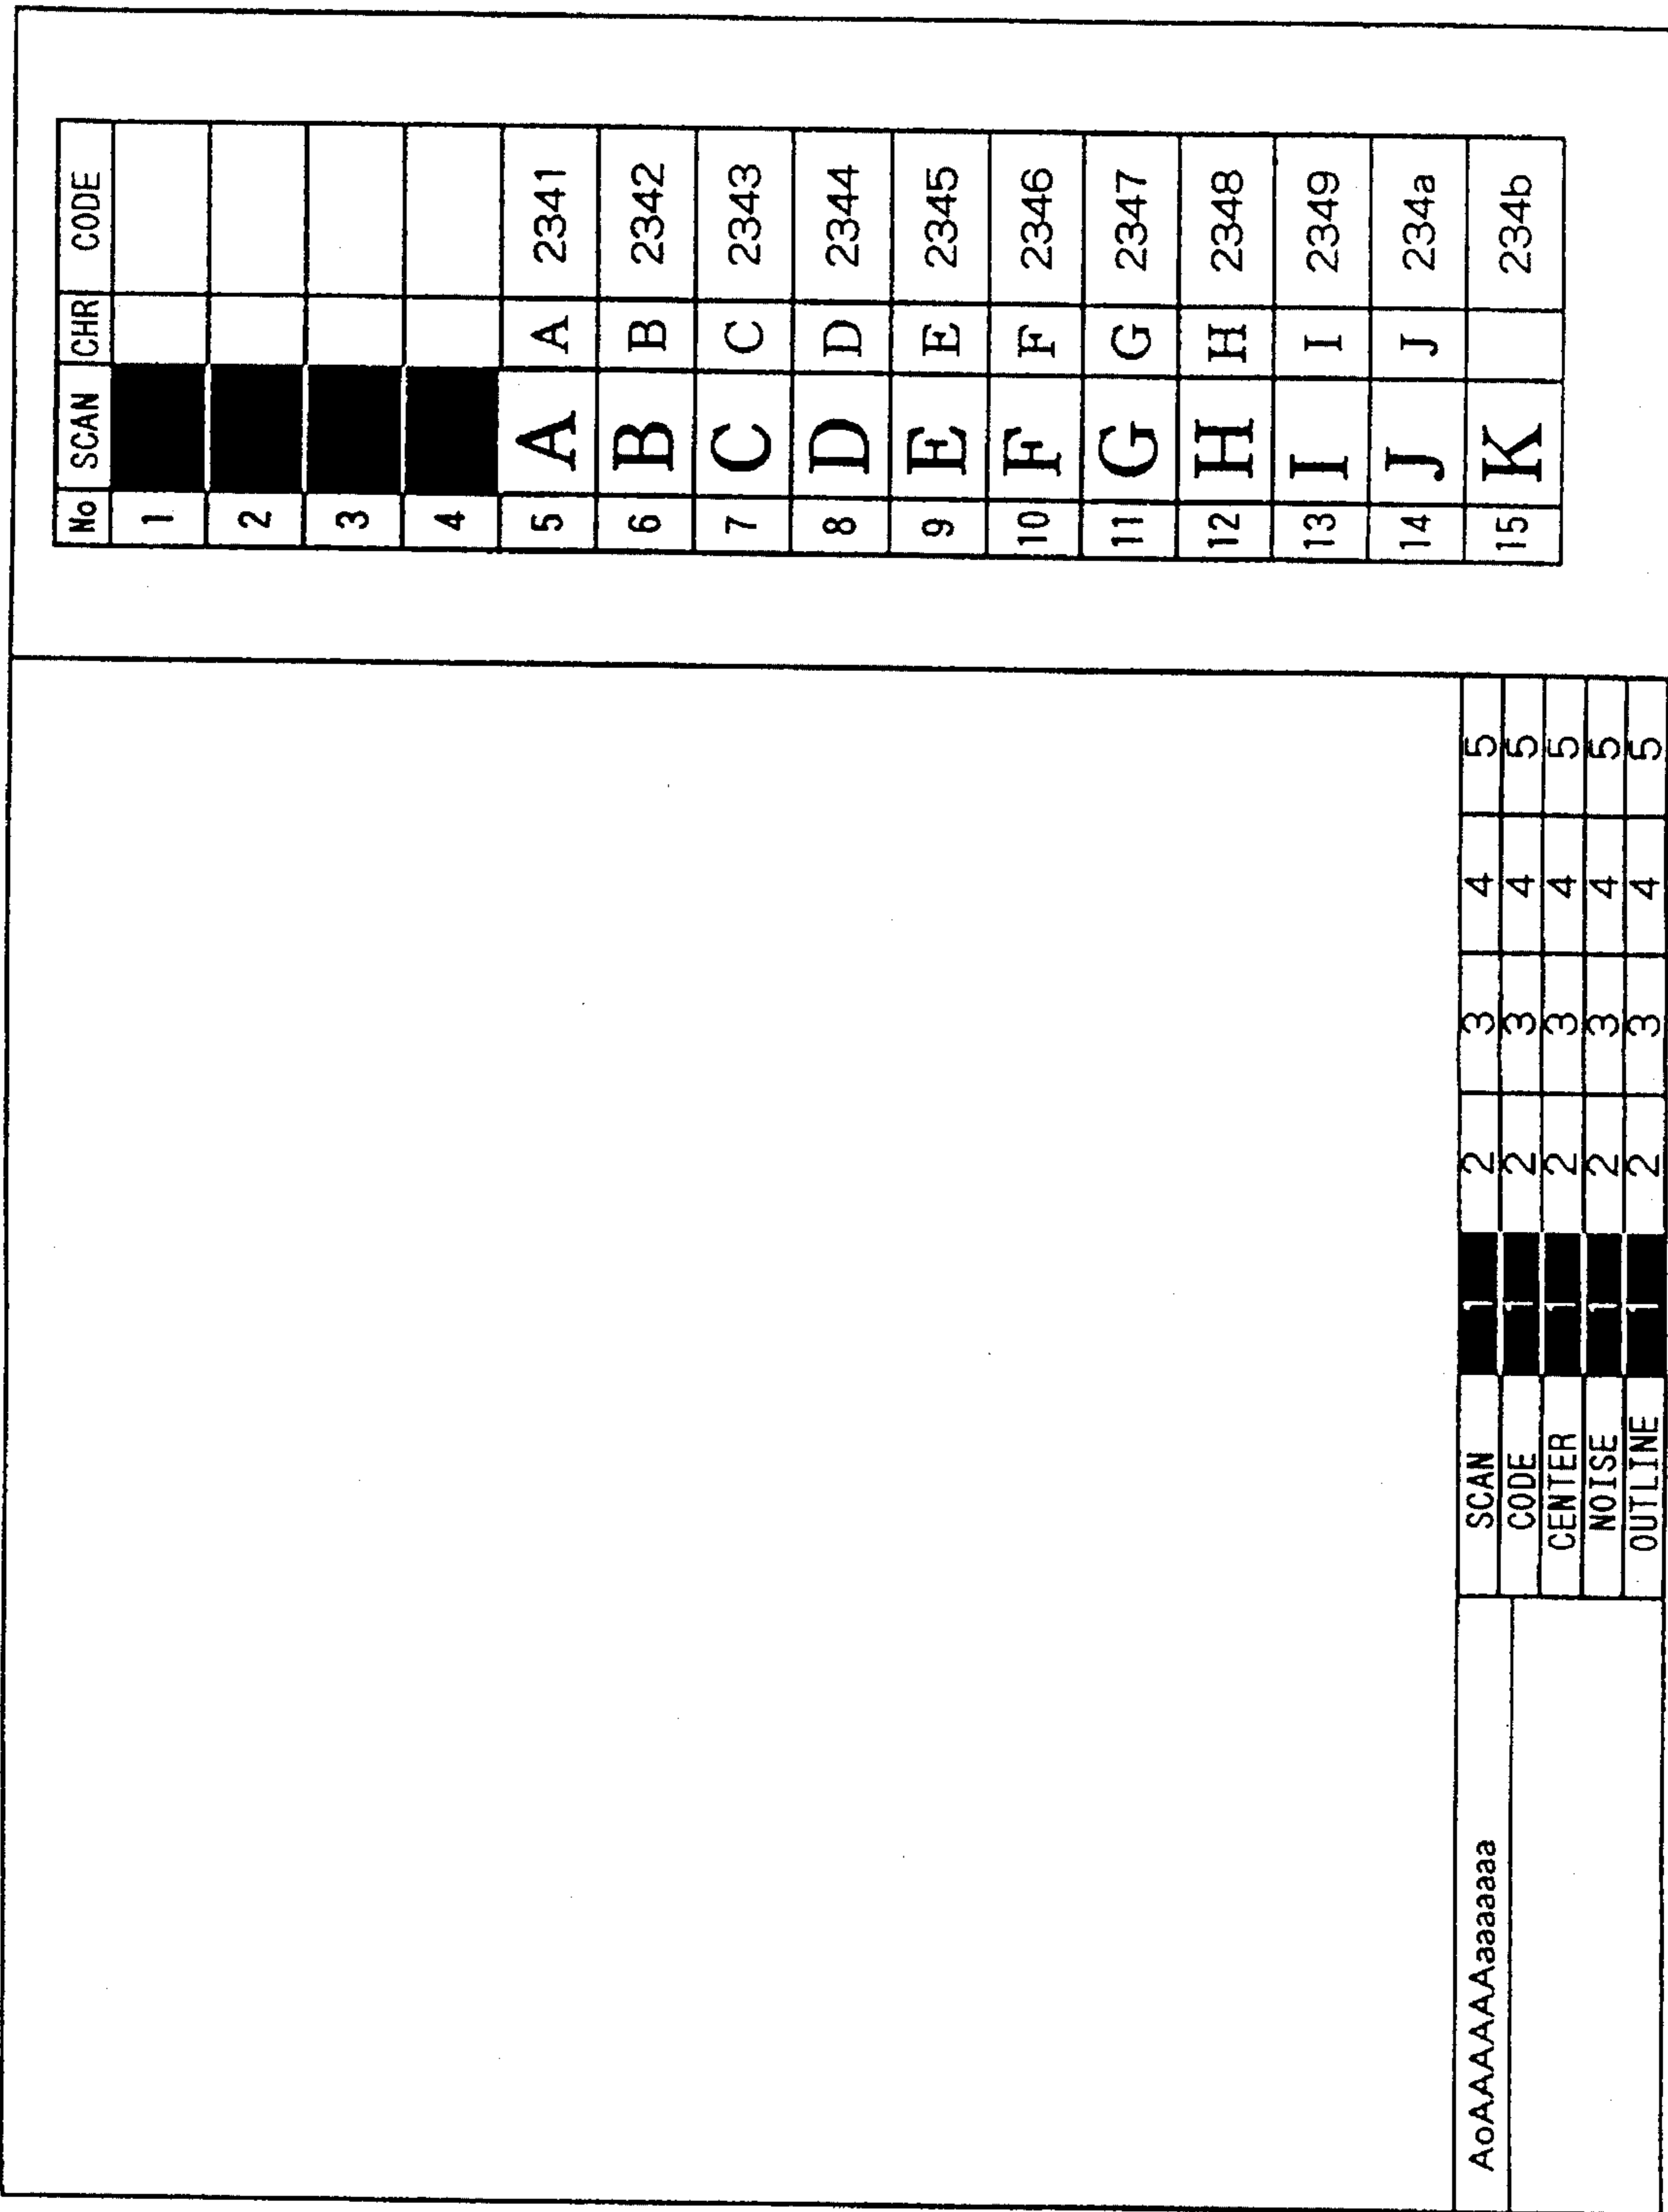 No SCAN CHR CODE
1
2
3
4
5 A A 2341
6 B B 2342
7 C C 2343
8 D D 2344
9 E E 2345
10 F F 2346
11 G G 2347
12 H H 2348
13 I I 2349
14 J J 234a
15 K 234b
AoAAAAAAaaaaaaa
SCAN 1 2 3 4 5
CODE 1 2 3 4 5
CENTER 1 2 3 4 5
NOISE 1 2 3 4 5
OUTLINE 1 2 3 4 5